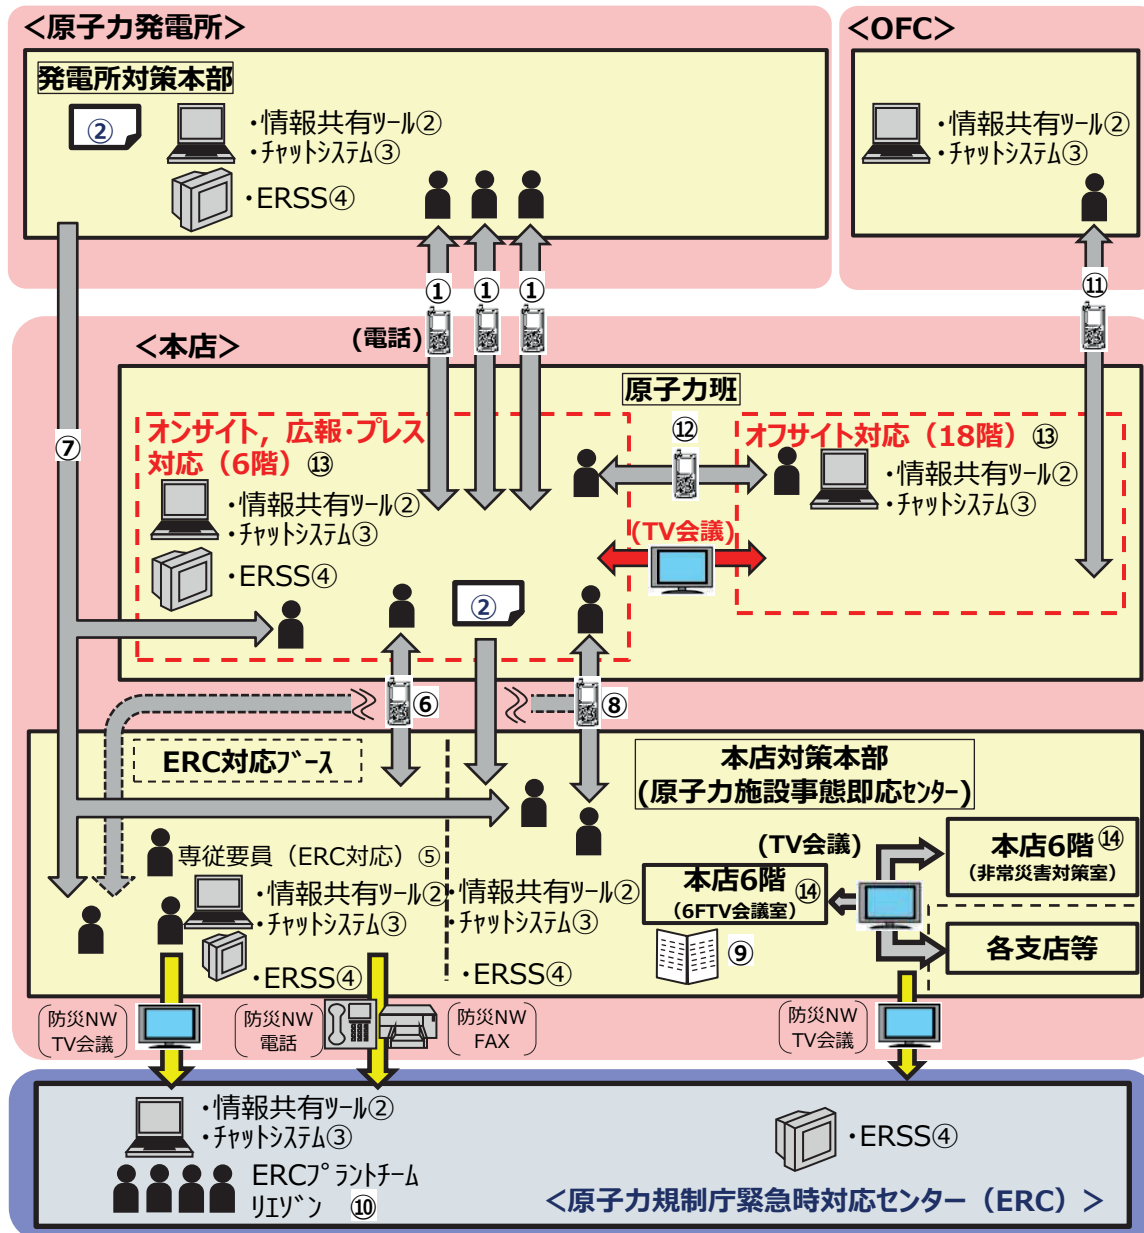 <原子力発電所>
発電所対策本部
②
・情報共有ﾂｰﾙ②
・ﾁｬｯﾄｼｽﾃﾑ③
・ERSS④
<OFC>
・情報共有ﾂｰﾙ②
・ﾁｬｯﾄｼｽﾃﾑ③
①
①
①
⑪
(電話)
<本店>
原子力班
⑦
オンサイト，広報・プレス
対応（6階）⑬
・情報共有ﾂｰﾙ②
・ﾁｬｯﾄｼｽﾃﾑ③
・ERSS④
⑫
オフサイト対応（18階）⑬
・情報共有ﾂｰﾙ②
・ﾁｬｯﾄｼｽﾃﾑ③
(TV会議)
②
⑥
⑧
ERC対応ﾌﾞｰｽ
専従要員（ERC対応）⑤
・情報共有ﾂｰﾙ②
・ﾁｬｯﾄｼｽﾃﾑ③
・ERSS④
・情報共有ﾂｰﾙ②
・ﾁｬｯﾄｼｽﾃﾑ③
・ERSS④
本店対策本部
(原子力施設事態即応ｾﾝﾀｰ)
(TV会議)
本店6階⑭
（非常災害対策室）
本店6階⑭
（6FTV会議室）
⑨
各支店等
防災NW
TV会議
防災NW
電話
防災NW
FAX
防災NW
TV会議
・情報共有ﾂｰﾙ②
・ﾁｬｯﾄｼｽﾃﾑ③
ERCﾌﾟﾗﾝﾄﾁｰﾑ
ﾘｴｿﾞﾝ ⑩
・ERSS④
<原子力規制庁緊急時対応センター（ERC）>